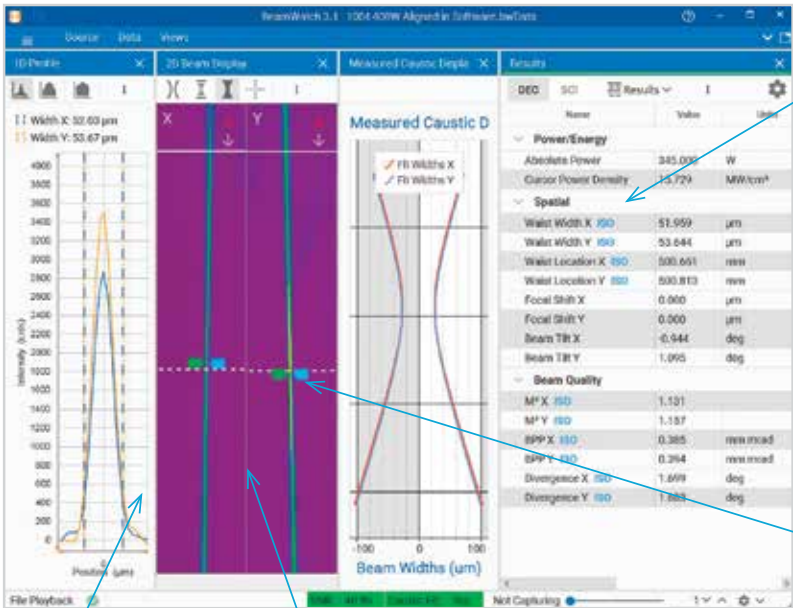 BeamWatch 3.1 - 1064 400W Aligned in Software.bwData
Source Data Views
1D Profile
2D Beam Display
Measured Caustic Display
Results
DEC SCI Results
Width X: 52.03 µm
Width Y: 53.67 µm
X Y
Measured Caustic D
Fit Widths X
Fit Widths Y
Name Value Units
Power/Energy
Absolute Power 345.000 W
Cursor Power Density 15.729 MW/cm²
Spatial
Waist Width X ISO 51.959 µm
Waist Width Y ISO 53.644 µm
Waist Location X ISO 500.661 mm
Waist Location Y ISO 500.813 mm
Focal Shift X 0.000 µm
Focal Shift Y 0.000 µm
Beam Tilt X -0.944 deg
Beam Tilt Y 1.095 deg
Beam Quality
M² X ISO 1.131
M² Y ISO 1.157
BPP X ISO 0.385 mm mrad
BPP Y ISO 0.394 mm mrad
Divergence X ISO 1.699 deg
Divergence Y ISO deg
4000
3800
3400
3200
3000
2800
2600
2400
2200
2000
1800
1600
1400
1200
1000
800
600
400
200
0
Intensity (cnts)
0
Position (µm)
-100 0 100
Beam Widths (um)
File Playback
Not Capturing
1